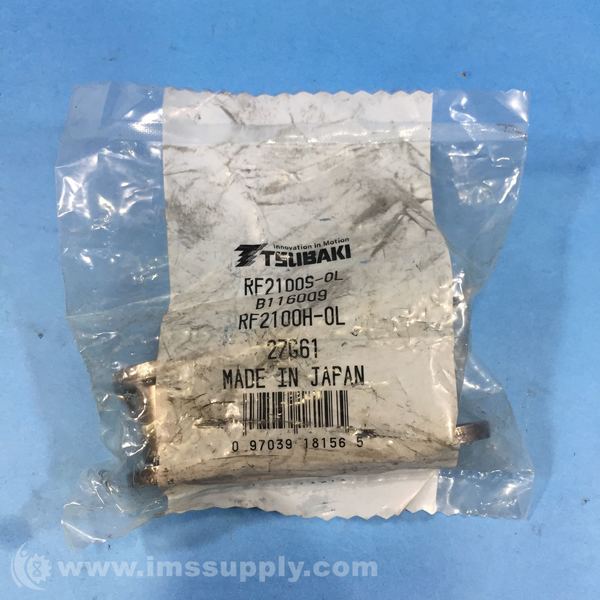 Innovation in Motion
TSUBAKI
RF2100S-OL
B116009
RF2100H-OL
27G61
MADE IN JAPAN
0 97039 18156 5
© www.imssupply.com